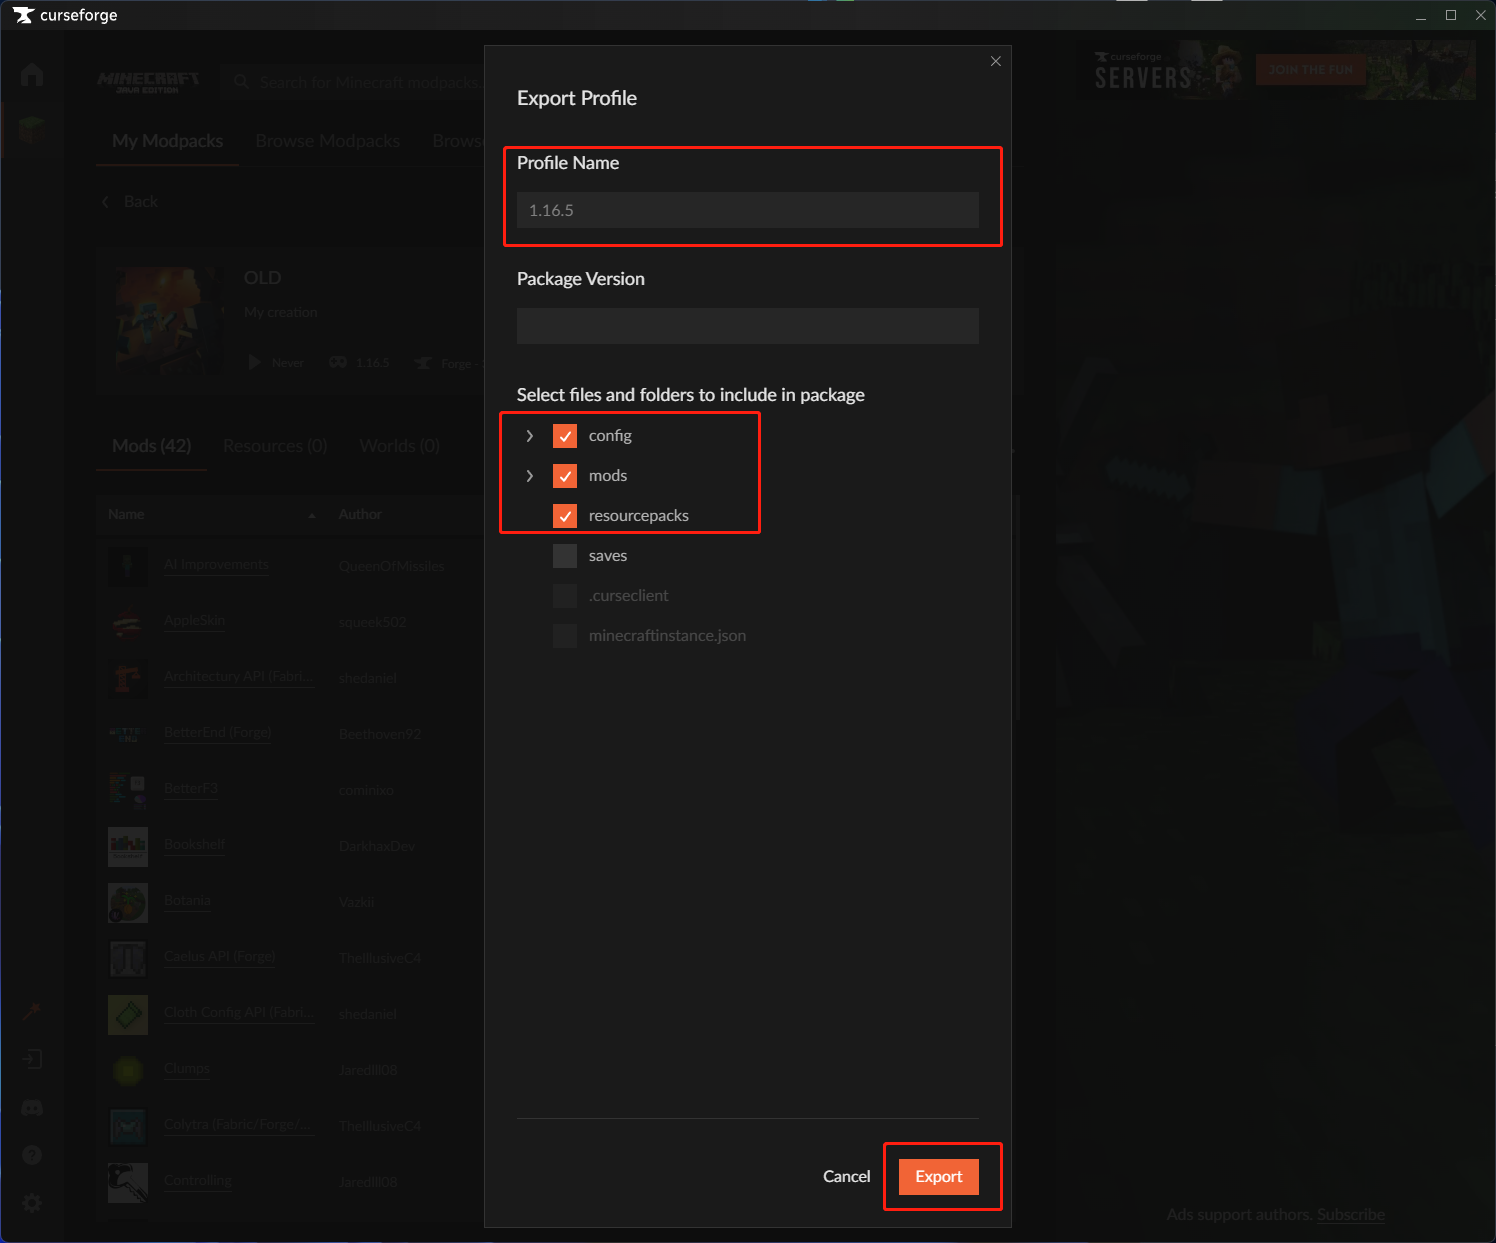 curseforge
MINECRAFT
JAVA EDITION
Search for Minecraft modpacks...
curseforge
SERVERS
JOIN THE FUN
My Modpacks
Browse Modpacks
Back
OLD
My creation
Never
1.16.5
Forge -
Mods (42)
Resources (0)
Worlds (0)
Name
Author
AI Improvements
QueenOfMissiles
AppleSkin
squeek502
Architectury API (Fabri...
shedaniel
BetterEnd (Forge)
Beethoven92
BetterF3
cominixo
Bookshelf
DarkhaxDev
Botania
Vazkii
Caelus API (Forge)
TheIllusiveC4
Cloth Config API (Fabri...
shedaniel
Clumps
Jaredlll08
Colytra (Fabric/Forge/...
TheIllusiveC4
Controlling
Jaredlll08
Export Profile
Profile Name
1.16.5
Package Version
Select files and folders to include in package
config
mods
resourcepacks
saves
.curseclient
minecraftinstance.json
Cancel
Export
Ads support authors. Subscribe